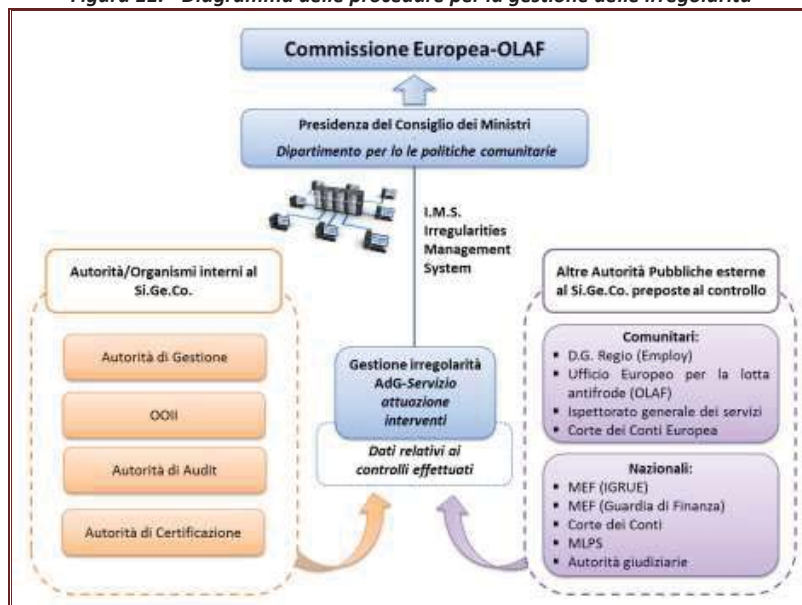 Figura 11. - Diagramma delle procedure per la gestione delle irregolarità
Commissione Europea-OLAF
Presidenza del Consiglio dei Ministri
Dipartimento per lo le politiche comunitarie
I.M.S.
Irregularities
Management
System
Autorità/Organismi interni al
Si.Ge.Co.
Autorità di Gestione
OOII
Autorità di Audit
Autorità di Certificazione
Gestione irregolarità
AdG-Servizio
attuazione
interventi
Dati relativi ai
controlli effettuati
Altre Autorità Pubbliche esterne
al Si.Ge.Co. preposte al controllo
Comunitari:
▪ D.G. Regio (Employ)
▪ Ufficio Europeo per la lotta
antifrode (OLAF)
▪ Ispettorato generale dei servizi
▪ Corte dei Conti Europea
Nazionali:
▪ MEF (IGRUE)
▪ MEF (Guardia di Finanza)
▪ Corte dei Conti
▪ MLPS
▪ Autorità giudiziarie